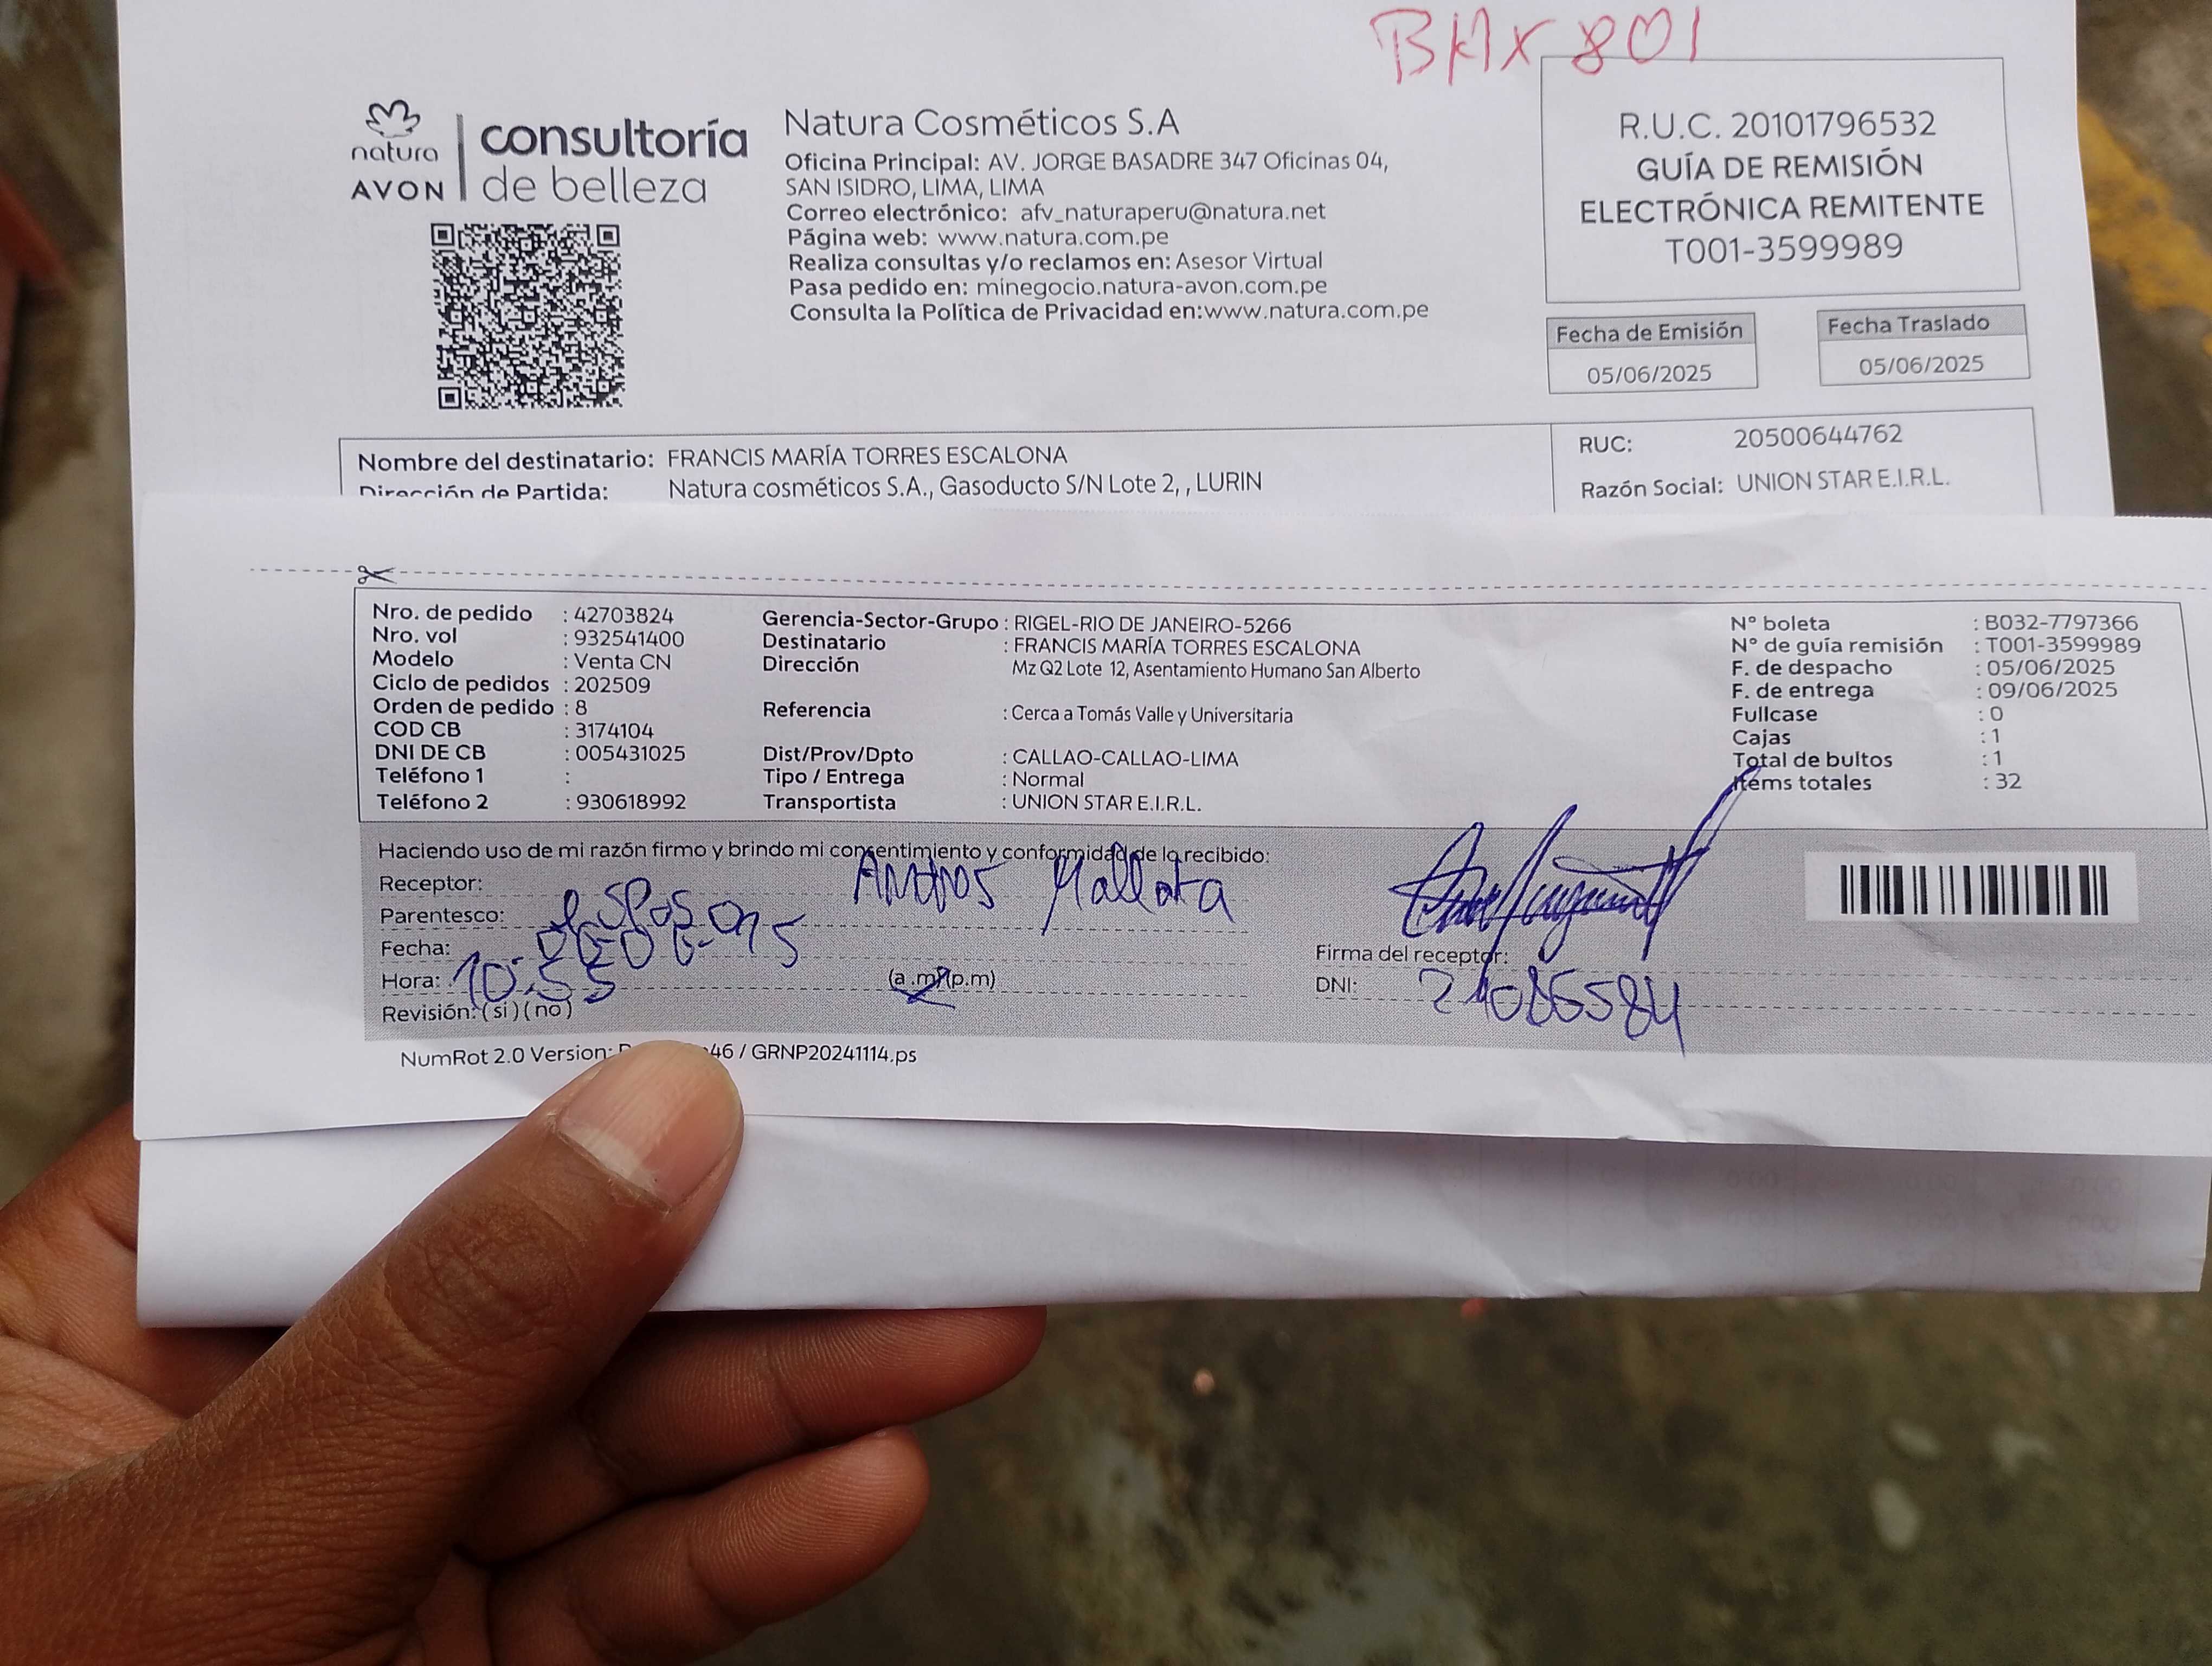 BHX 801
natura
AVON
consultoría
de belleza
Natura Cosméticos S.A
Oficina Principal: AV. JORGE BASADRE 347 Oficinas 04,
SAN ISIDRO, LIMA, LIMA
Correo electrónico: afv_naturaperu@natura.net
Página web: www.natura.com.pe
Realiza consultas y/o reclamos en: Asesor Virtual
Pasa pedido en: minegocio.natura-avon.com.pe
Consulta la Política de Privacidad en:www.natura.com.pe
R.U.C. 20101796532
GUÍA DE REMISIÓN
ELECTRÓNICA REMITENTE
T001-3599989
Fecha de Emisión
05/06/2025
Fecha Traslado
05/06/2025
Nombre del destinatario: FRANCIS MARÍA TORRES ESCALONA
Dirección de Partida: Natura cosméticos S.A., Gasoducto S/N Lote 2, , LURIN
RUC: 20500644762
Razón Social: UNION STAR E.I.R.L.
Nro. de pedido : 42703824
Nro. vol : 932541400
Modelo : Venta CN
Ciclo de pedidos : 202509
Orden de pedido : 8
COD CB : 3174104
DNI DE CB : 005431025
Teléfono 1 :
Teléfono 2 : 930618992
Gerencia-Sector-Grupo : RIGEL-RIO DE JANEIRO-5266
Destinatario : FRANCIS MARÍA TORRES ESCALONA
Dirección Mz Q2 Lote 12, Asentamiento Humano San Alberto
Referencia : Cerca a Tomás Valle y Universitaria
Dist/Prov/Dpto : CALLAO-CALLAO-LIMA
Tipo / Entrega : Normal
Transportista : UNION STAR E.I.R.L.
N° boleta : B032-7797366
N° de guía remisión : T001-3599989
F. de despacho : 05/06/2025
F. de entrega : 09/06/2025
Fullcase : 0
Cajas : 1
Total de bultos : 1
Items totales : 32
Haciendo uso de mi razón firmo y brindo mi consentimiento y conformidad de lo recibido:
Receptor:
Parentesco:
Fecha:
Hora: 10:55 (a.m)(p.m)
Revisión: (si) (no)
Firma del receptor:
DNI:
NumRot 2.0 Version: 46 / GRNP20241114.ps